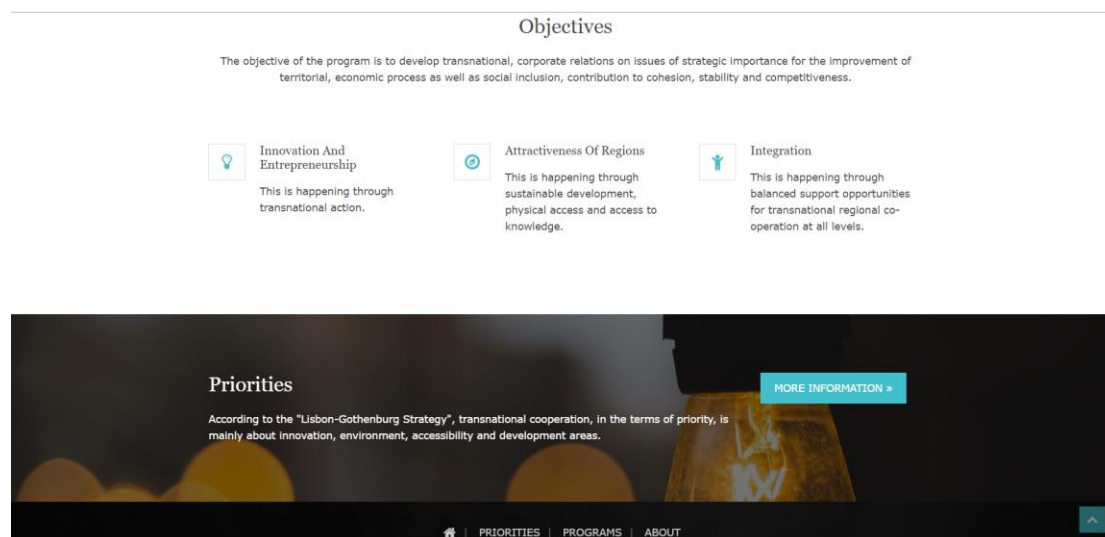 Objectives
The objective of the program is to develop transnational, corporate relations on issues of strategic importance for the improvement of
territorial, economic process as well as social inclusion, contribution to cohesion, stability and competitiveness.
Innovation And
Entrepreneurship
This is happening through
transnational action.
Attractiveness Of Regions
This is happening through
sustainable development,
physical access and access to
knowledge.
Integration
This is happening through
balanced support opportunities
for transnational regional co-
operation at all levels.
Priorities
MORE INFORMATION »
According to the "Lisbon-Gothenburg Strategy", transnational cooperation, in the terms of priority, is
mainly about innovation, environment, accessibility and development areas.
| PRIORITIES | PROGRAMS | ABOUT